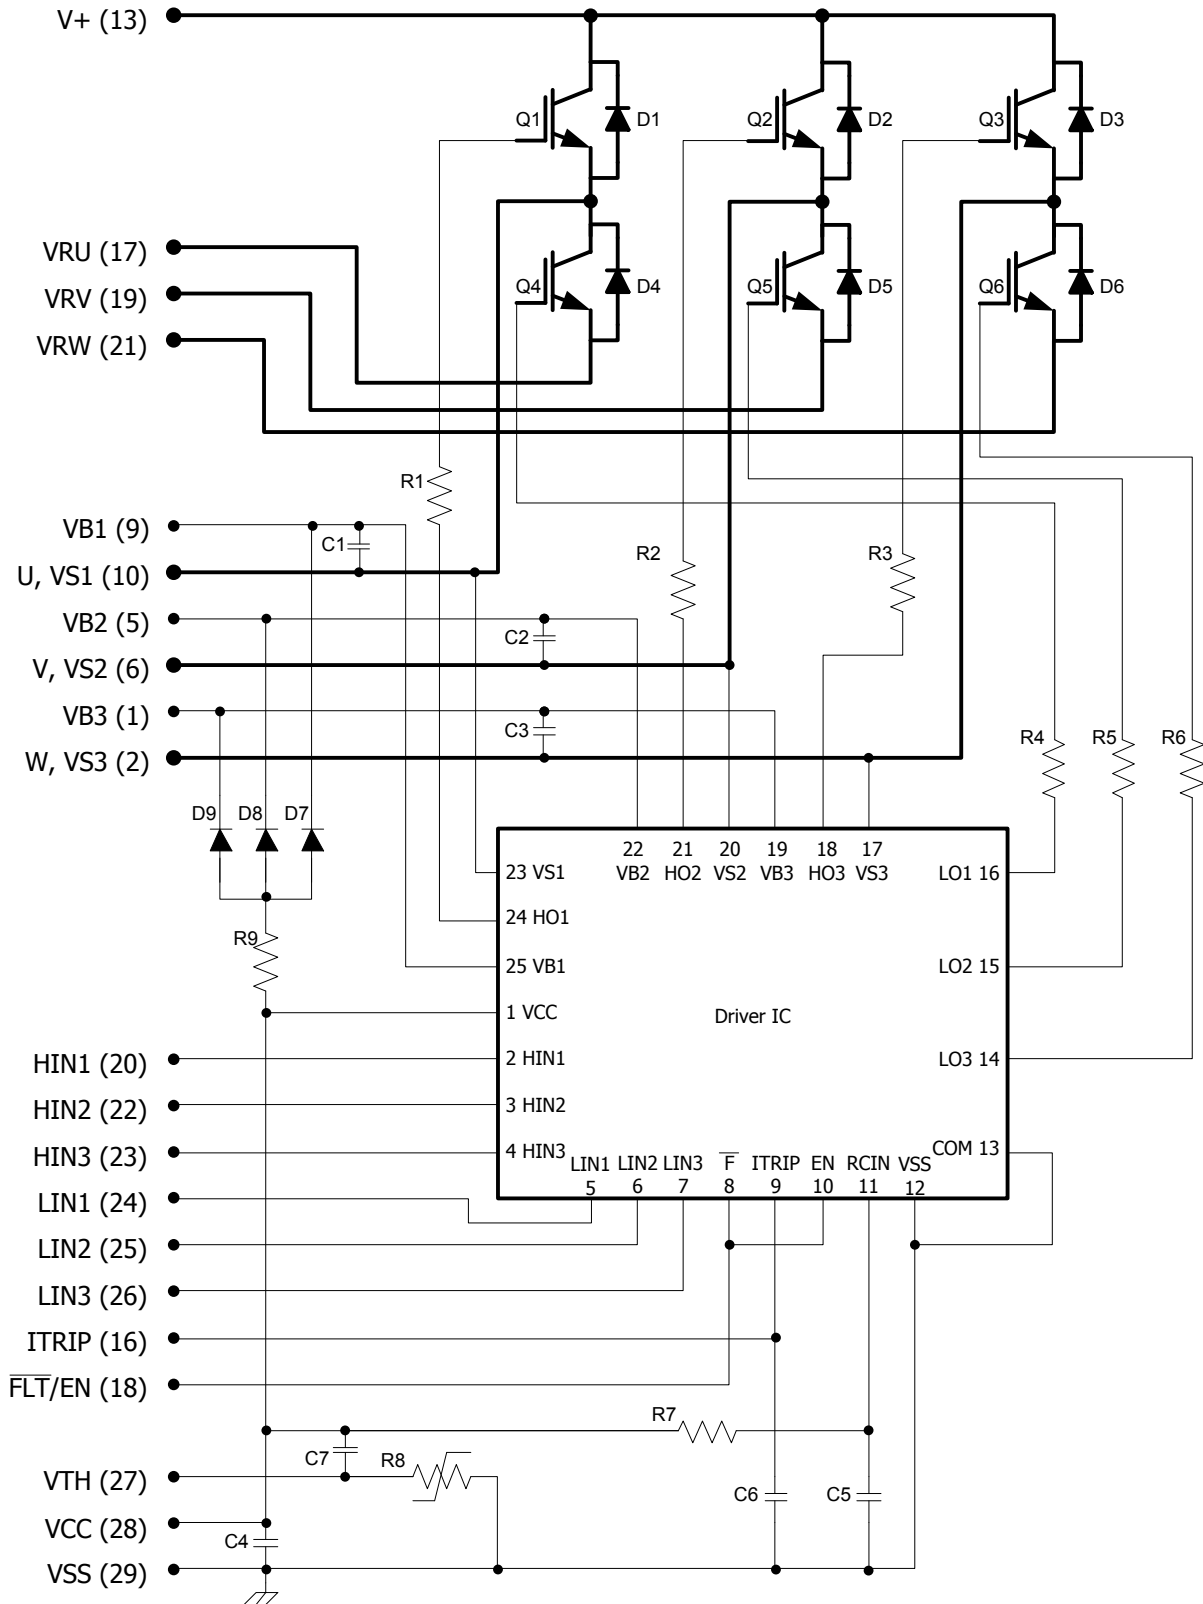 V+ (13)
Q1
D1
Q2
D2
Q3
D3
VRU (17)
Q4
D4
Q5
D5
Q6
D6
VRV (19)
VRW (21)
R1
VB1 (9)
C1
R2
R3
U, VS1 (10)
VB2 (5)
C2
V, VS2 (6)
VB3 (1)
C3
R4
R5
R6
W, VS3 (2)
D9
D8
D7
22
21
20
19
18
17
VB2
HO2
VS2
VB3
HO3
VS3
23 VS1
LO1 16
24 HO1
R9
25 VB1
LO2 15
1 VCC
Driver IC
HIN1 (20)
2 HIN1
LO3 14
HIN2 (22)
3 HIN2
HIN3 (23)
4 HIN3
COM 13
LIN1
LIN2
LIN3
F̅
ITRIP
EN
RCIN
VSS
5
6
7
8
9
10
11
12
LIN1 (24)
LIN2 (25)
LIN3 (26)
ITRIP (16)
F̅L̅T̅/EN (18)
R7
C7
R8
VTH (27)
C6
C5
VCC (28)
C4
VSS (29)